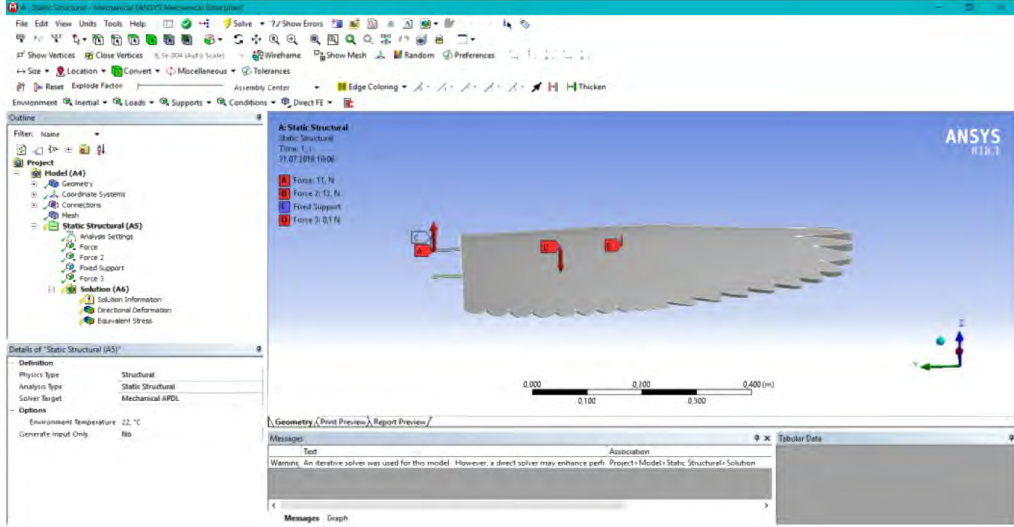 A : Static Structural - Mechanical [ANSYS Mechanical Enterprise]
File Edit View Units Tools Help Solve ?/ Show Errors
Show Vertices Close Vertices (Auto Scale) Wireframe Show Mesh Random Preferences
Size Location Convert Miscellaneous Tolerances
Reset Explode Factor Assembly Center Edge Coloring Thicken
Environment Inertial Loads Supports Conditions Direct FE
Outline
Filter: Name
Project
Model (A4)
Geometry
Coordinate Systems
Connections
Mesh
Static Structural (A5)
Analysis Settings
Force
Force 2
Fixed Support
Force 3
Solution (A6)
Solution Information
Directional Deformation
Equivalent Stress
Details of "Static Structural (A5)"
Definition
Physics Type Structural
Analysis Type Static Structural
Solver Target Mechanical APDL
Options
Environment Temperature 22, °C
Generate Input Only No
A: Static Structural
Static Structural
Time: 1, s
11.07.2018 16:06
A Force: 11, N
B Force 2: 12, N
C Fixed Support
D Force 3: 0,1 N
ANSYS
R18.1
C
A
D
B
Z
Y
0,000 0,200 0,400 (m)
0,100 0,300
Geometry Print Preview Report Preview
Messages
Text Association
Warning An iterative solver was used for this model. However, a direct solver may enhance perf Project>Model>Static Structural>Solution
Messages Graph
Tabular Data